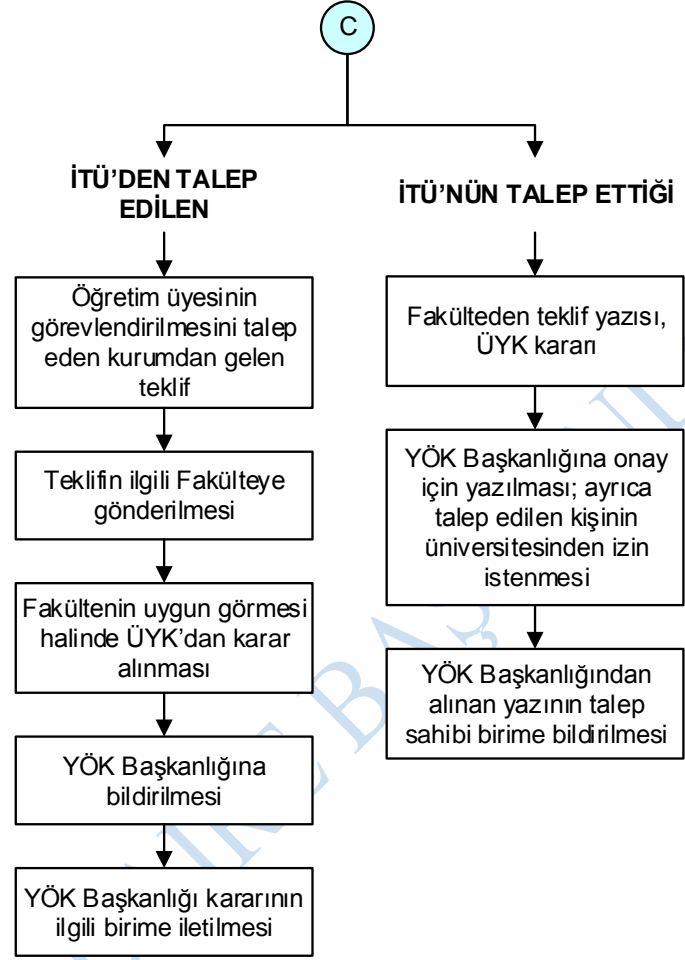 C
İTÜ’DEN TALEP
EDİLEN
Öğretim üyesinin
görevlendirilmesini talep
eden kurumdan gelen
teklif
Teklifin ilgili Fakülteye
gönderilmesi
Fakültenin uygun görmesi
halinde ÜYK’dan karar
alınması
YÖK Başkanlığına
bildirilmesi
YÖK Başkanlığı kararının
ilgili birime iletilmesi
İTÜ’NÜN TALEP ETTİĞİ
Fakülteden teklif yazısı,
ÜYK kararı
YÖK Başkanlığına onay
için yazılması; ayrıca
talep edilen kişinin
üniversitesinden izin
istenmesi
YÖK Başkanlığından
alınan yazının talep
sahibi birime bildirilmesi